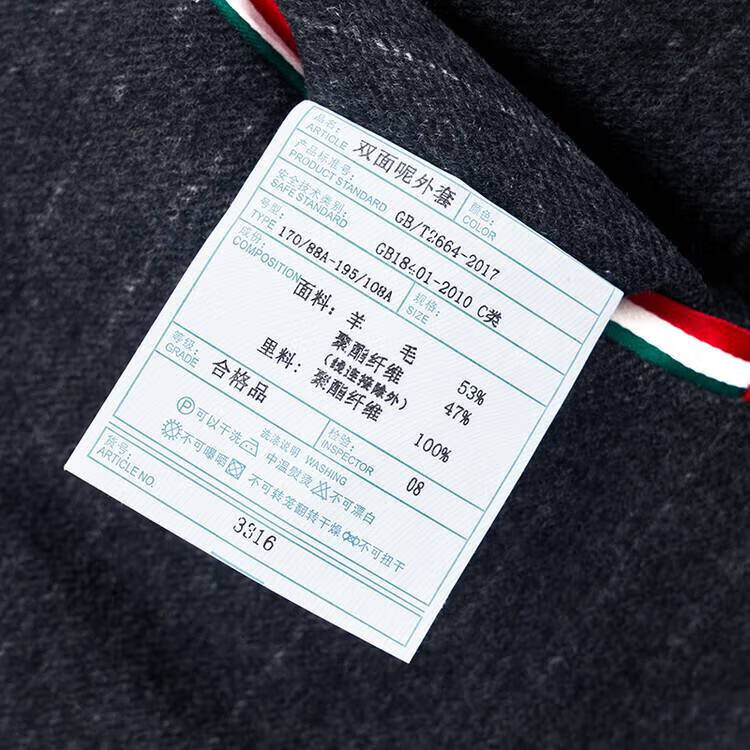 品名:
ARTICLE
双面呢外套
颜色:
COLOR
产品标准号:
PRODUCT STANDARD
GB/T2664-2017
安全技术类别:
SAFE STANDARD
GB18401-2010 C类
号型:
TYPE
170/88A-195/108A
规格:
SIZE
成份:
COMPOSITION
面料: 羊 毛 53%
聚酯纤维 47%
(绕连接除外)
里料: 聚酯纤维 100%
等级:
GRADE
合格品
检验:
INSPECTOR
08
洗涤说明 WASHING
P 可以干洗 中温熨烫 不可漂白
不可曝晒 不可转笼翻转干燥 不可扭干
货号:
ARTICLE NO.
3316